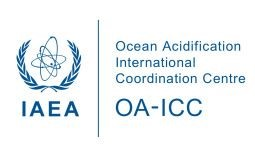 IAEA
Ocean Acidification
International
Coordination Centre
OA-ICC